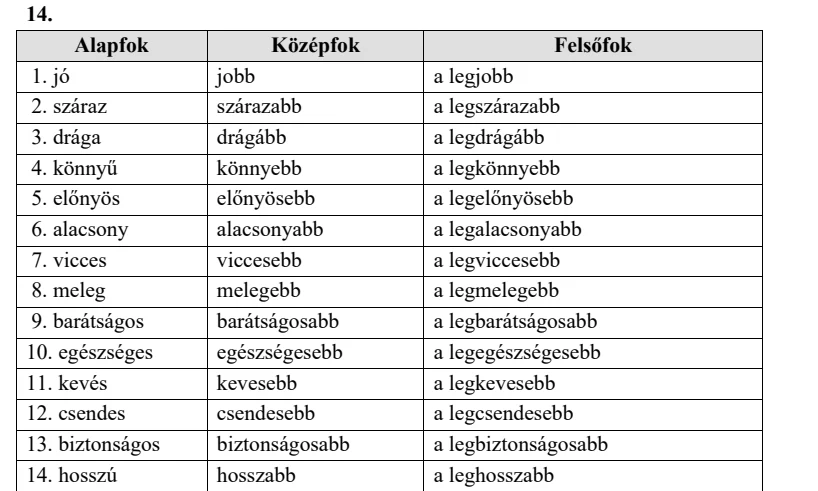 14.
Alapfok Középfok Felsőfok
1. jó jobb a legjobb
2. száraz szárazabb a legszárazabb
3. drága drágább a legdrágább
4. könnyű könnyebb a legkönnyebb
5. előnyös előnyösebb a legelőnyösebb
6. alacsony alacsonyabb a legalacsonyabb
7. vicces viccesebb a legviccesebb
8. meleg melegebb a legmelegebb
9. barátságos barátságosabb a legbarátságosabb
10. egészséges egészségesebb a legegészségesebb
11. kevés kevesebb a legkevesebb
12. csendes csendesebb a legcsendesebb
13. biztonságos biztonságosabb a legbiztonságosabb
14. hosszú hosszabb a leghosszabb